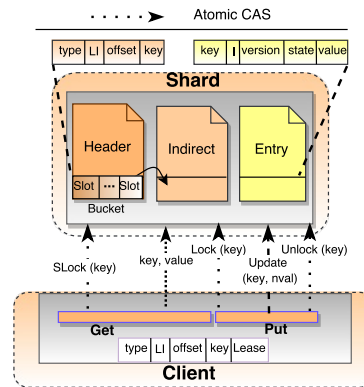 Atomic CAS
type LI offset key
key I version state value
Shard
Header Indirect Entry
Slot ••• Slot
Bucket
SLock (key)
key, value
Lock (key)
Update
(key, nval)
Unlock (key)
Get Put
type LI offset key Lease
Client